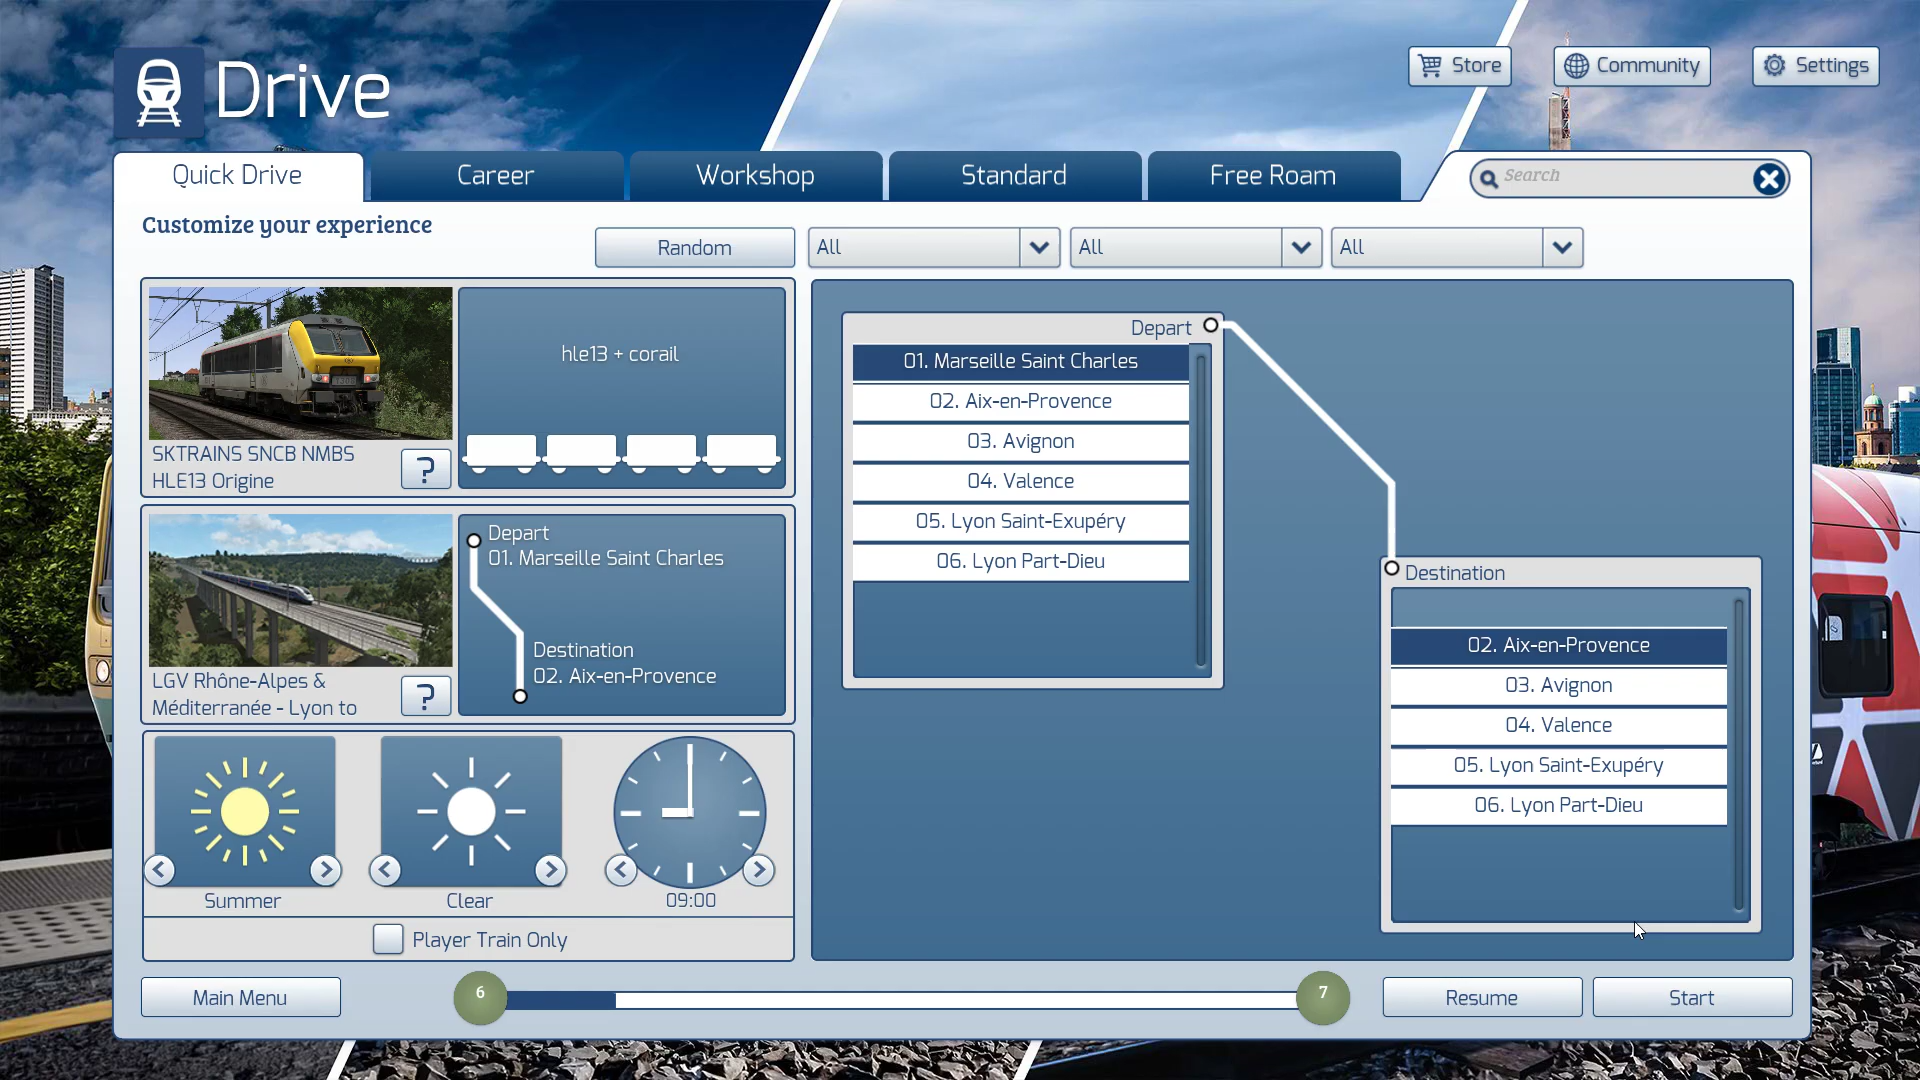 Drive
Store
Community
Settings
Quick Drive
Career
Workshop
Standard
Free Roam
Search
Customize your experience
Random
All
All
All
hle13 + corail
SKTRAINS SNCB NMBS
HLE13 Origine
?
Depart
01. Marseille Saint Charles
02. Aix-en-Provence
03. Avignon
04. Valence
05. Lyon Saint-Exupéry
06. Lyon Part-Dieu
Depart
01. Marseille Saint Charles
Destination
02. Aix-en-Provence
LGV Rhône-Alpes &
Méditerranée - Lyon to
?
Destination
02. Aix-en-Provence
03. Avignon
04. Valence
05. Lyon Saint-Exupéry
06. Lyon Part-Dieu
Summer
Clear
09:00
Player Train Only
Main Menu
6
7
Resume
Start